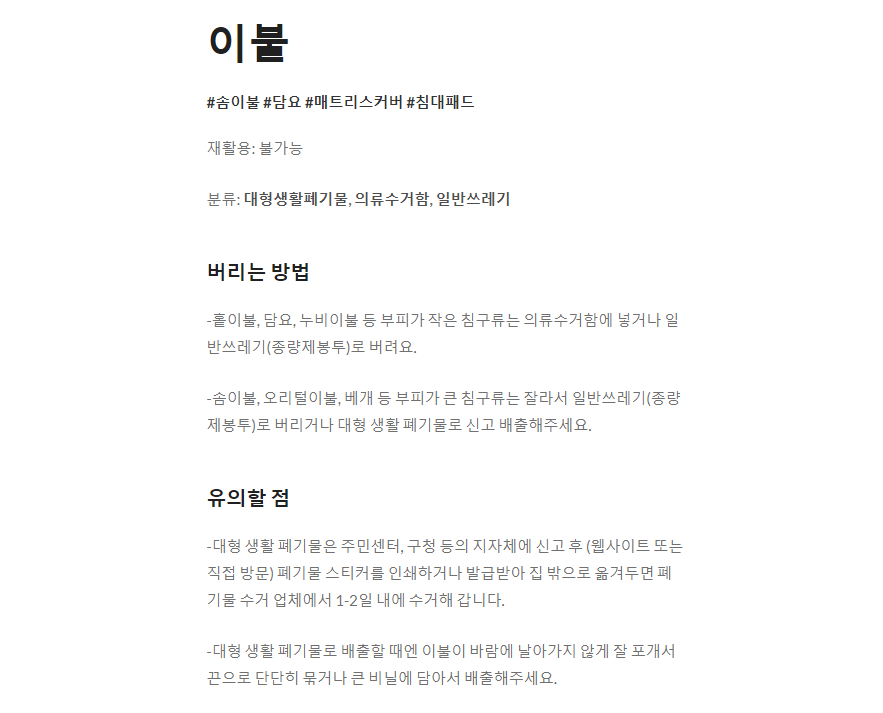 이불
#솜이불 #담요 #매트리스커버 #침대패드
재활용: 불가능
분류: 대형생활폐기물, 의류수거함, 일반쓰레기
버리는 방법
-홑이불, 담요, 누비이불 등 부피가 작은 침구류는 의류수거함에 넣거나 일
반쓰레기(종량제봉투)로 버려요.
-솜이불, 오리털이불, 베개 등 부피가 큰 침구류는 잘라서 일반쓰레기(종량
제봉투)로 버리거나 대형 생활 폐기물로 신고 배출해주세요.
유의할 점
-대형 생활 폐기물은 주민센터, 구청 등의 지자체에 신고 후 (웹사이트 또는
직접 방문) 폐기물 스티커를 인쇄하거나 발급받아 집 밖으로 옮겨두면 폐
기물 수거 업체에서 1-2일 내에 수거해 갑니다.
-대형 생활 폐기물로 배출할 때엔 이불이 바람에 날아가지 않게 잘 포개서
끈으로 단단히 묶거나 큰 비닐에 담아서 배출해주세요.